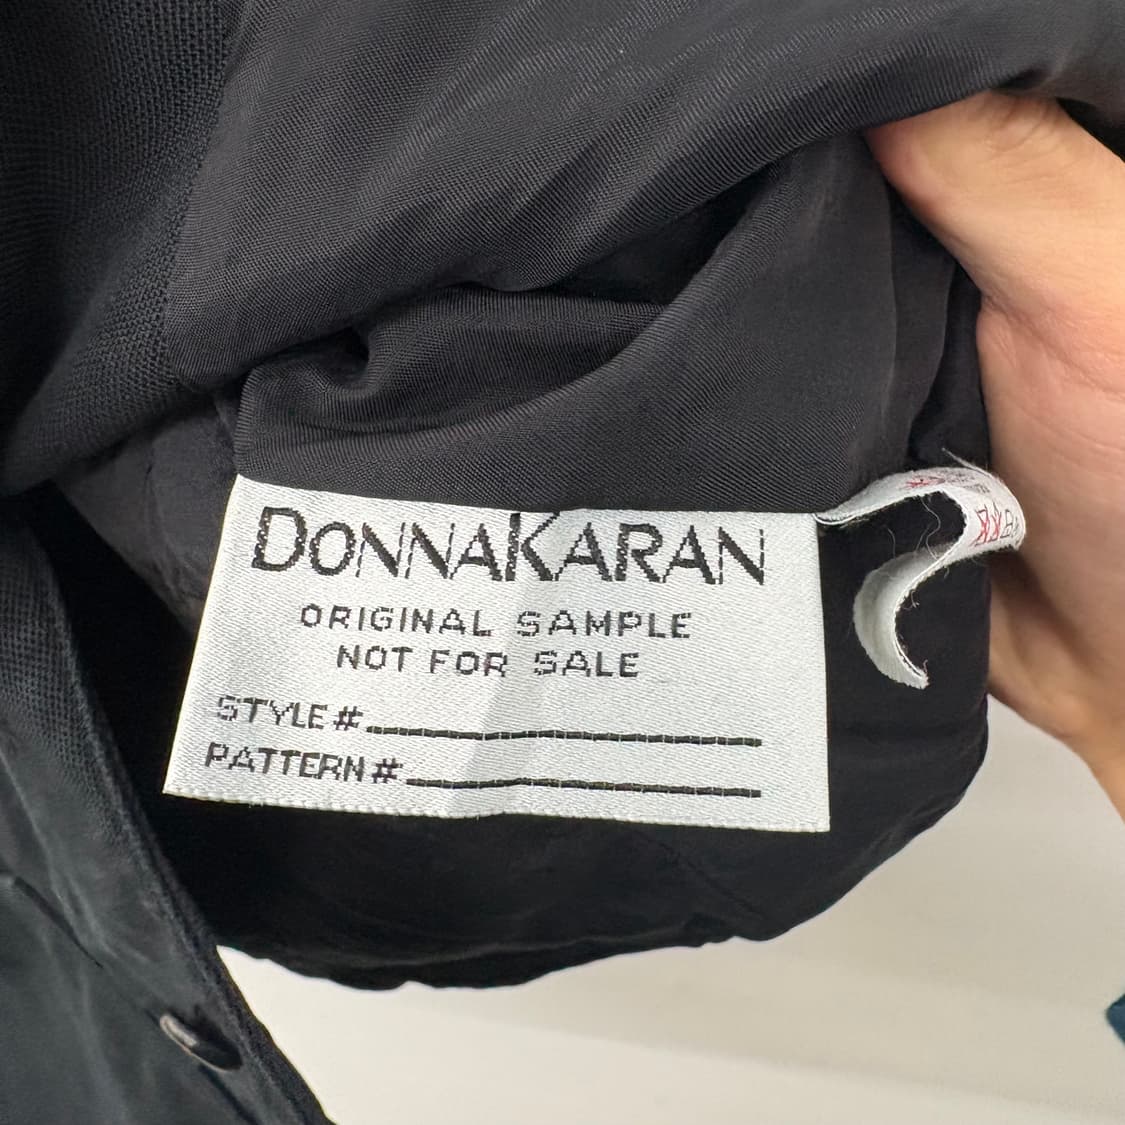 DONNAKARAN
ORIGINAL SAMPLE
NOT FOR SALE
STYLE #
PATTERN #